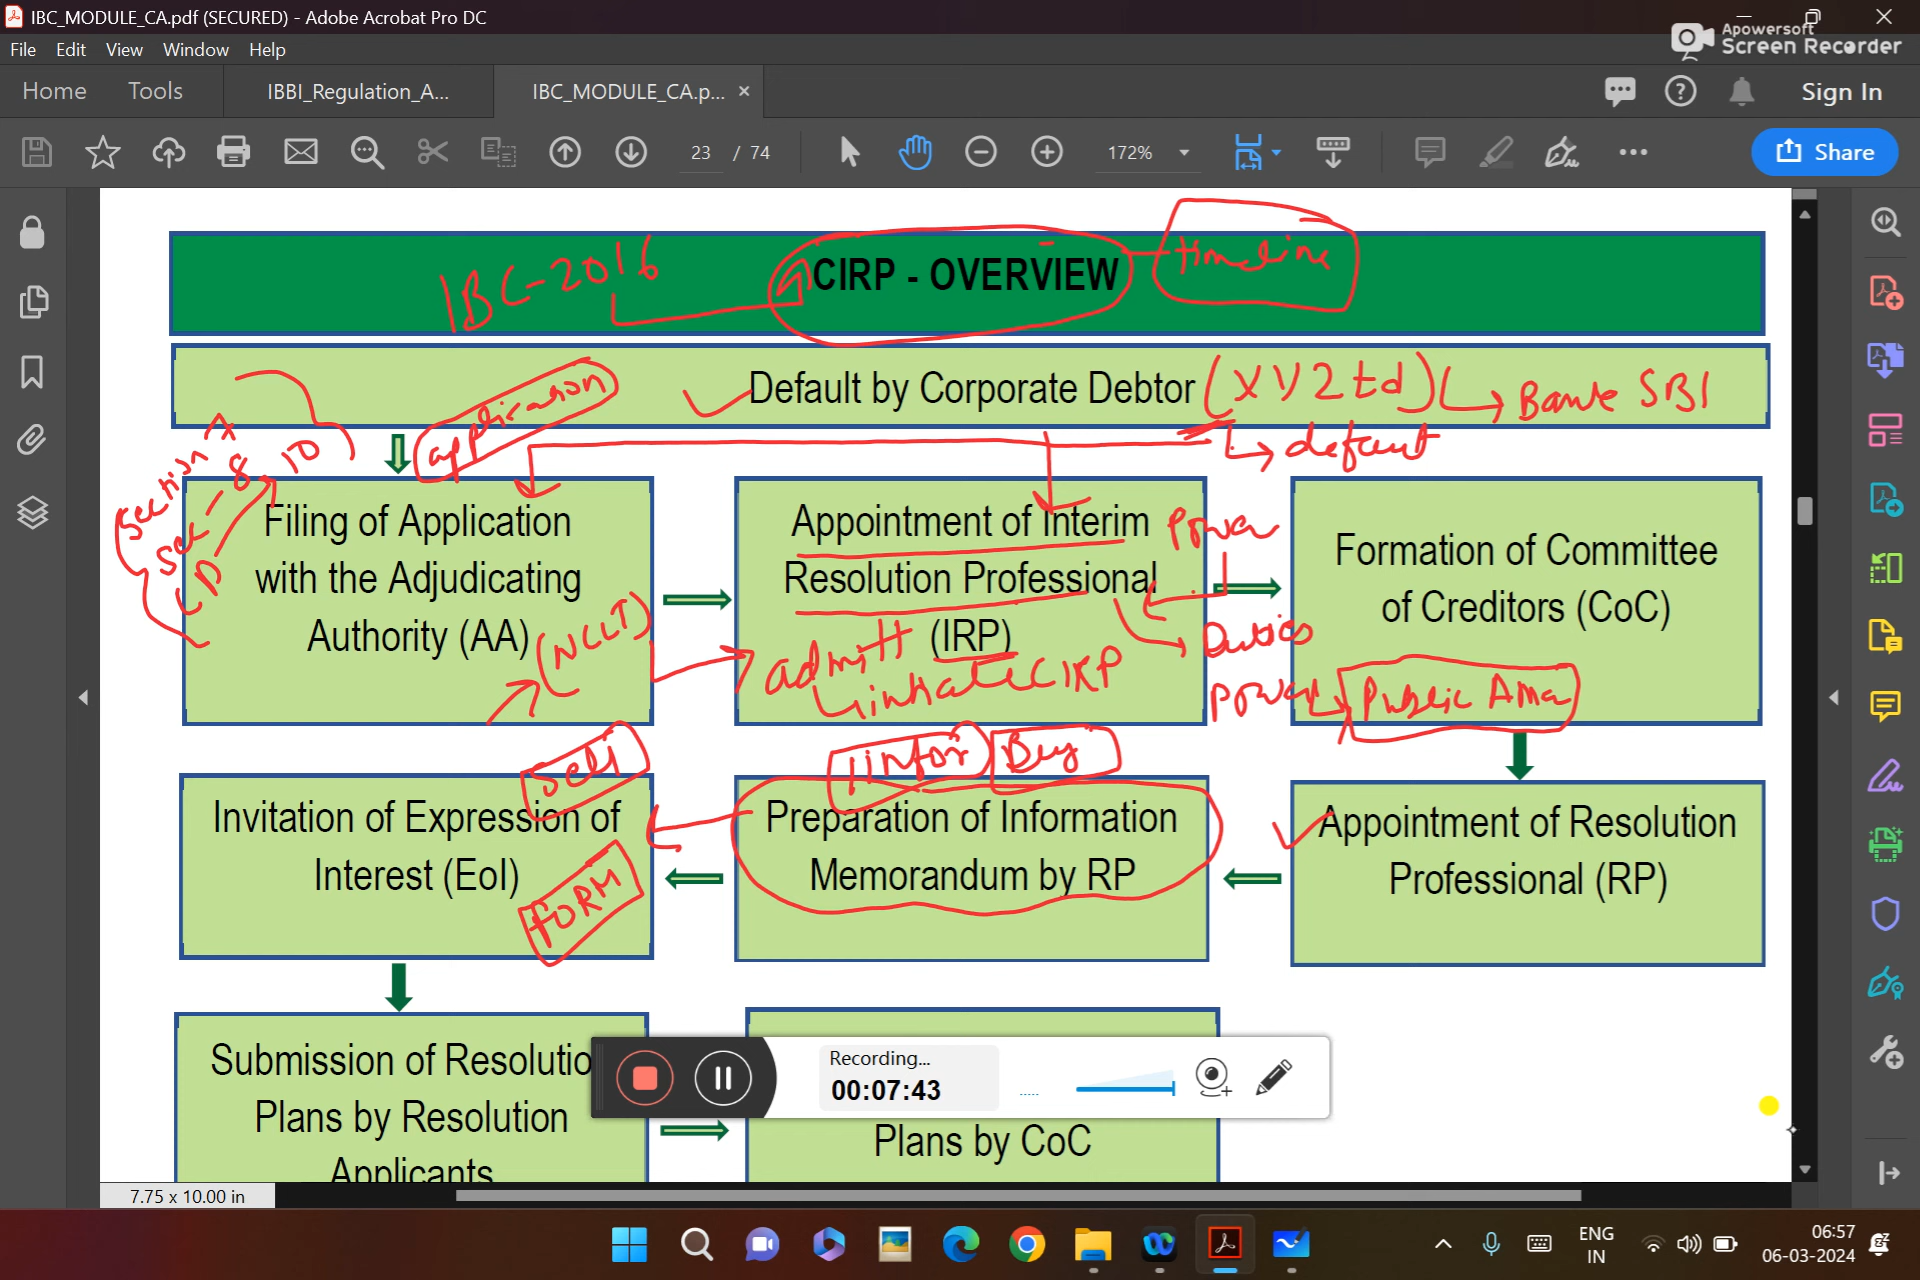 IBC_MODULE_CA.pdf (SECURED) - Adobe Acrobat Pro DC
Apowersoft
Screen Recorder
File Edit View Window Help
Home Tools IBBI_Regulation_A... IBC_MODULE_CA.p... × Sign In
23 / 74 172% Share
IBC-2016 CIRP - OVERVIEW timeline
Default by Corporate Debtor (XYZ td) Bank SBI
application
default
Section 7
Sec - 8
10
CD
Filing of Application
with the Adjudicating
Authority (AA)
(NCLT)
Appointment of Interim
Resolution Professional
(IRP)
admitt
initiate CIRP
Power
Duties
Power
Formation of Committee
of Creditors (CoC)
Public Ann
Invitation of Expression of
Interest (EoI)
FORM
Infor
Preparation of Information
Memorandum by RP
Appointment of Resolution
Professional (RP)
Submission of Resolutio
Plans by Resolution
Applicants
Recording...
00:07:43
Plans by CoC
7.75 x 10.00 in
ENG
IN
06:57
06-03-2024